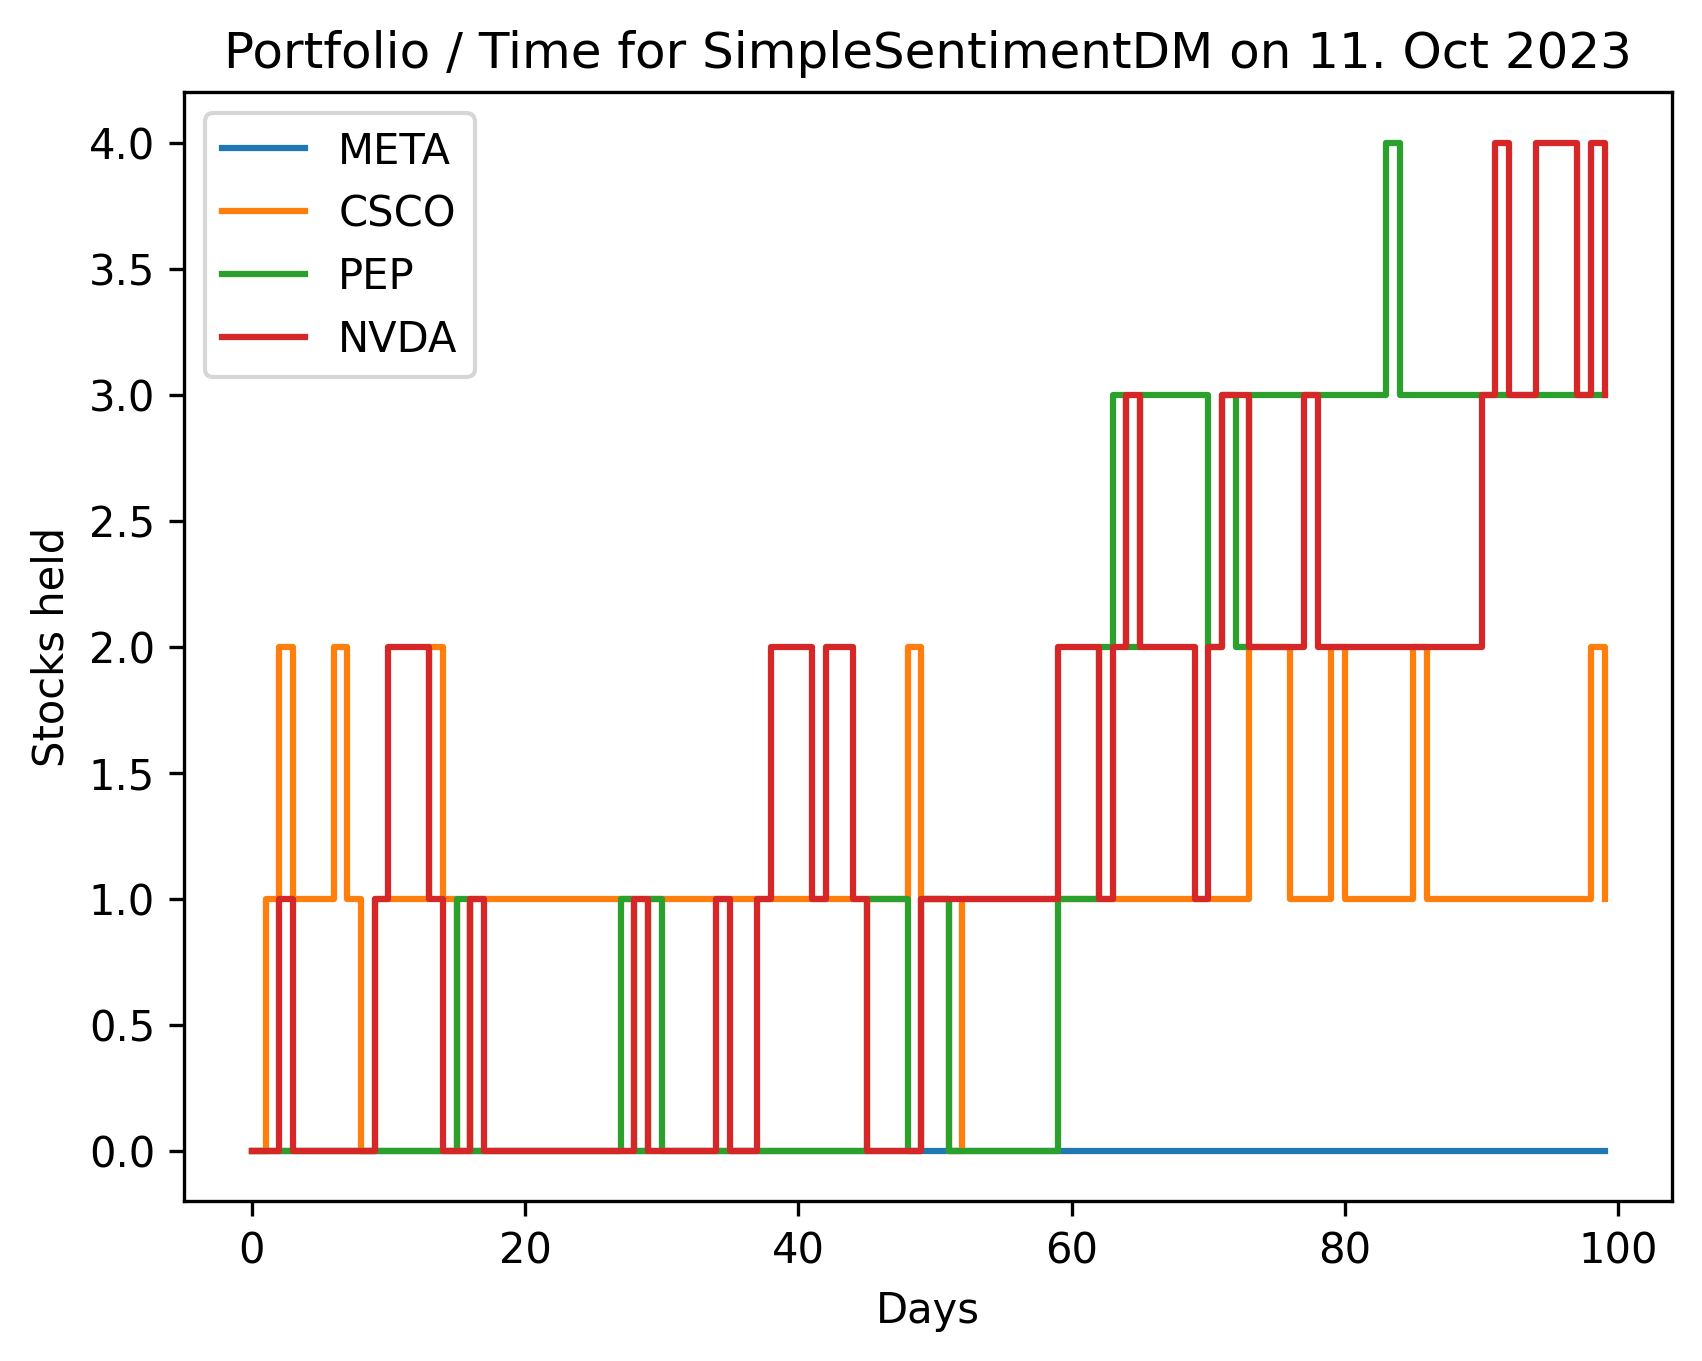 Portfolio / Time for SimpleSentimentDM on 11. Oct 2023
META
CSCO
PEP
NVDA
4.0
3.5
3.0
2.5
2.0
1.5
1.0
0.5
0.0
Stocks held
0 20 40 60 80 100
Days